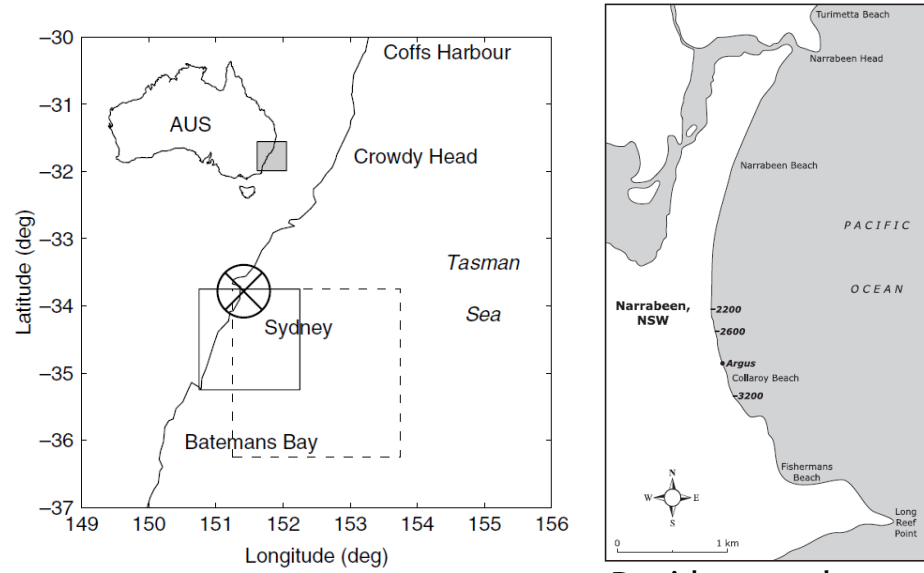 −30
−31
−32
−33
−34
−35
−36
−37
Latitude (deg)
149
150
151
152
153
154
155
156
Longitude (deg)
Coffs Harbour
AUS
Crowdy Head
Tasman
Sea
Sydney
Batemans Bay
Turimetta Beach
Narrabeen Head
Narrabeen Beach
PACIFIC
OCEAN
Narrabeen,
NSW
2200
2600
Argus
Collaroy Beach
3200
Fishermans
Beach
N
W
E
S
Long
Reef
Point
0
1 km